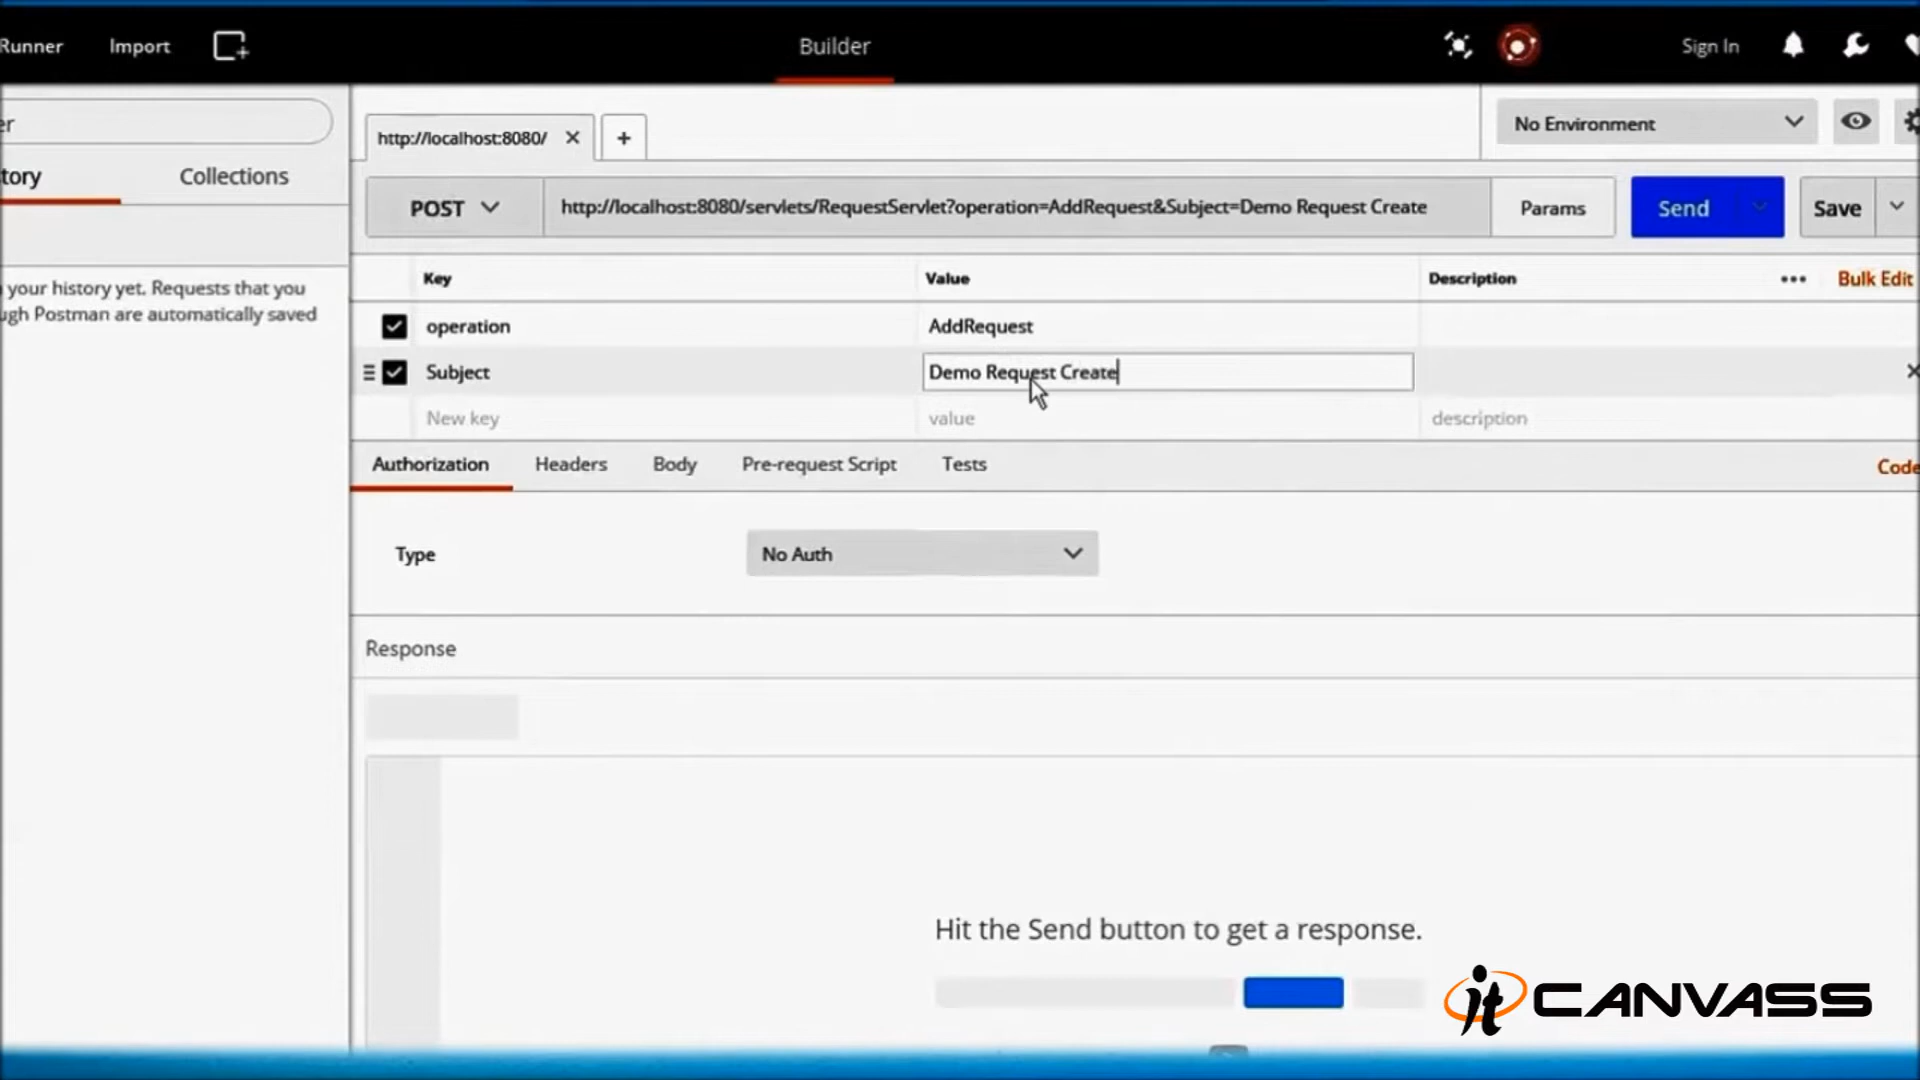 Runner Import Builder Sign In
er
http://localhost:8080/ No Environment
tory Collections
POST http://localhost:8080/servlets/RequestServlet?operation=AddRequest&Subject=Demo Request Create Params Send Save
Key Value Description Bulk Edit
your history yet. Requests that you
ugh Postman are automatically saved
operation AddRequest
Subject Demo Request Create
New key value description
Authorization Headers Body Pre-request Script Tests Code
Type No Auth
Response
Hit the Send button to get a response.
it CANVASS